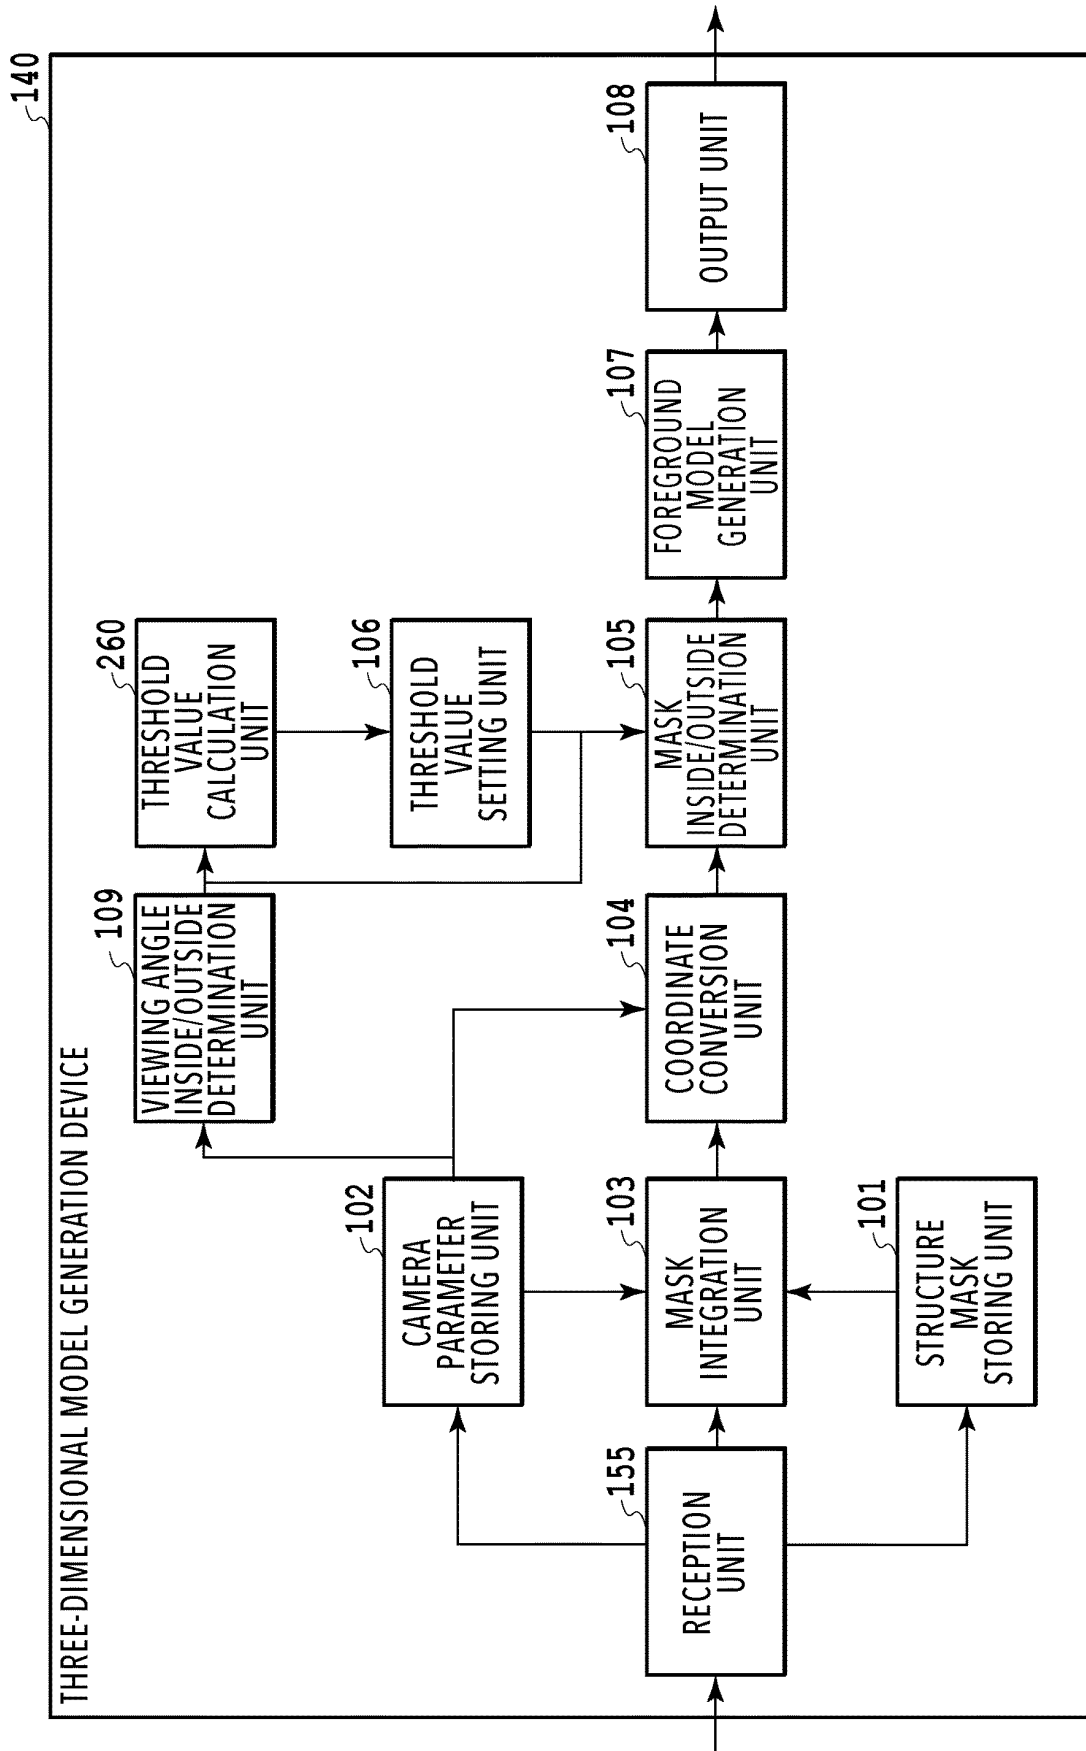 140
THREE-DIMENSIONAL MODEL GENERATION DEVICE
109
VIEWING ANGLE
INSIDE/OUTSIDE
DETERMINATION
UNIT
260
THRESHOLD
VALUE
CALCULATION
UNIT
102
CAMERA
PARAMETER
STORING UNIT
106
THRESHOLD
VALUE
SETTING UNIT
155
RECEPTION
UNIT
103
MASK
INTEGRATION
UNIT
104
COORDINATE
CONVERSION
UNIT
105
MASK
INSIDE/OUTSIDE
DETERMINATION
UNIT
107
FOREGROUND
MODEL
GENERATION
UNIT
108
OUTPUT UNIT
101
STRUCTURE
MASK
STORING UNIT